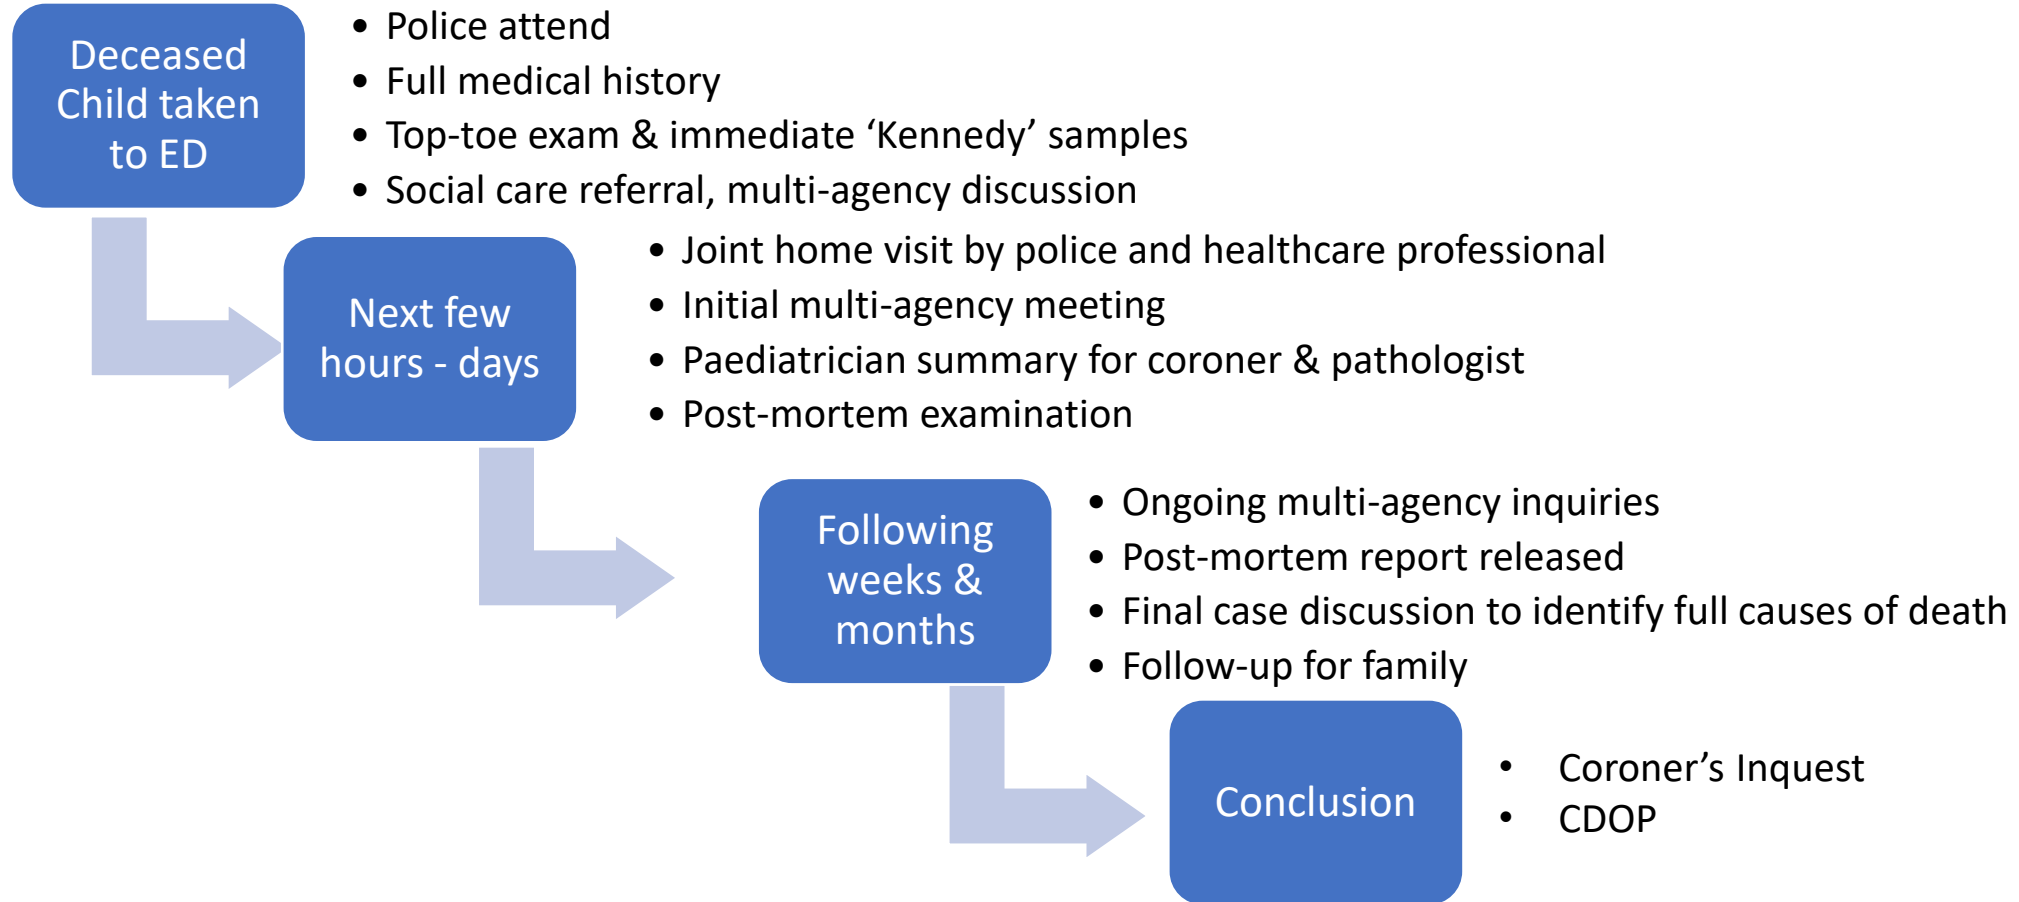 Deceased
Child taken
to ED
• Police attend
• Full medical history
• Top-toe exam & immediate ‘Kennedy’ samples
• Social care referral, multi-agency discussion
Next few
hours - days
• Joint home visit by police and healthcare professional
• Initial multi-agency meeting
• Paediatrician summary for coroner & pathologist
• Post-mortem examination
Following
weeks &
months
• Ongoing multi-agency inquiries
• Post-mortem report released
• Final case discussion to identify full causes of death
• Follow-up for family
Conclusion
• Coroner’s Inquest
• CDOP